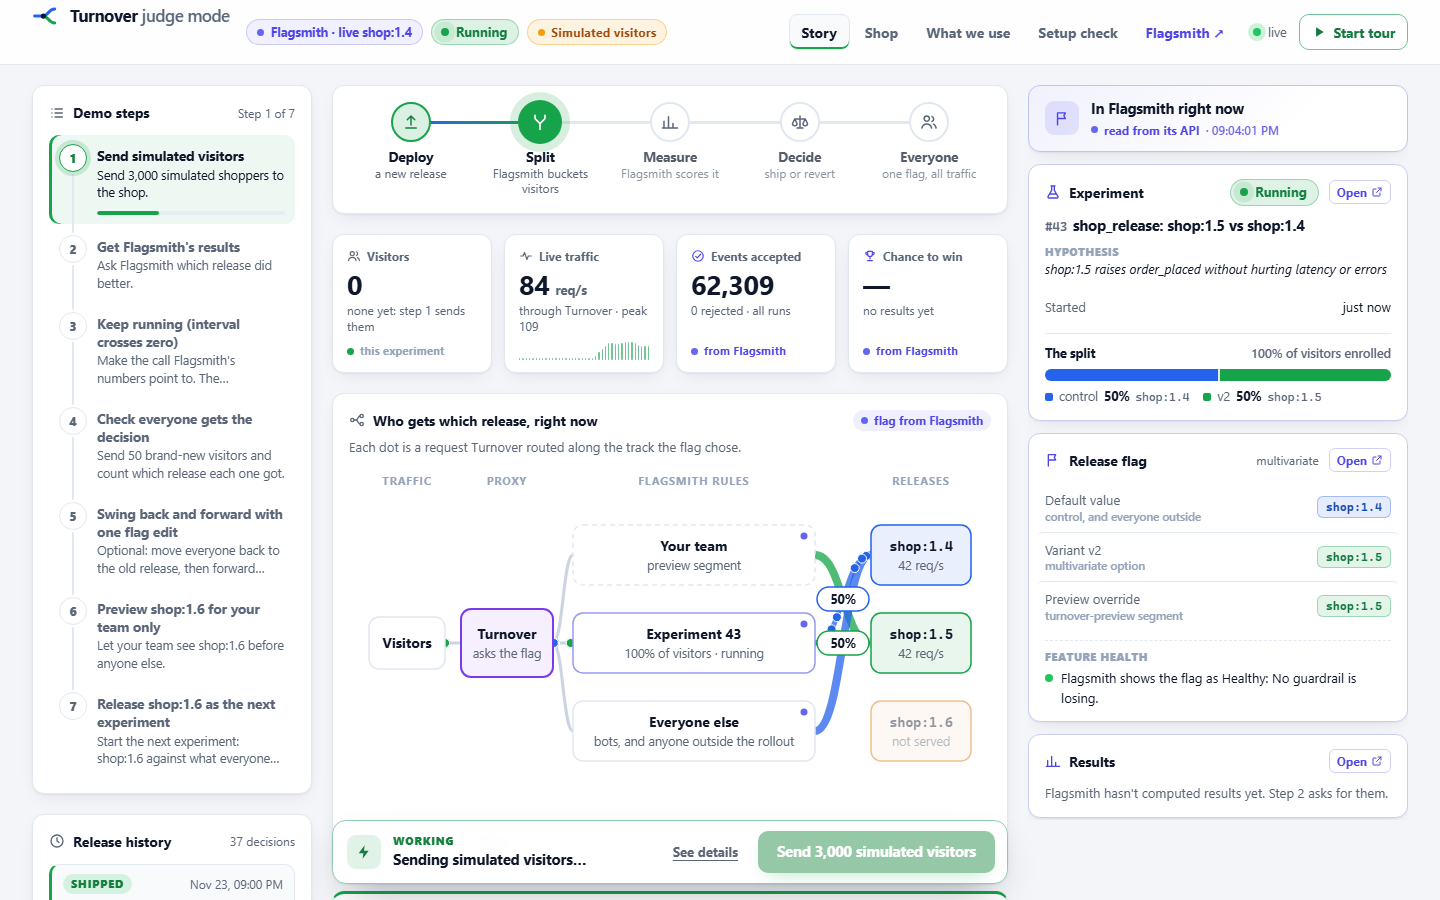 Turnover judge mode
Flagsmith · live shop:1.4
Running
Simulated visitors
Story
Shop
What we use
Setup check
Flagsmith ↗
live
Start tour
Demo steps
Step 1 of 7
1
Send simulated visitors
Send 3,000 simulated shoppers to
the shop.
2
Get Flagsmith's results
Ask Flagsmith which release did
better.
3
Keep running (interval
crosses zero)
Make the call Flagsmith's
numbers point to. The...
4
Check everyone gets the
decision
Send 50 brand-new visitors and
count which release each one got.
5
Swing back and forward with
one flag edit
Optional: move everyone back to
the old release, then forward...
6
Preview shop:1.6 for your
team only
Let your team see shop:1.6 before
anyone else.
7
Release shop:1.6 as the next
experiment
Start the next experiment:
shop:1.6 against what everyone...
Release history
37 decisions
SHIPPED
Nov 23, 09:00 PM
Deploy
a new release
Split
Flagsmith buckets
visitors
Measure
Flagsmith scores it
Decide
ship or revert
Everyone
one flag, all traffic
Visitors
0
none yet: step 1 sends
them
this experiment
Live traffic
84 req/s
through Turnover · peak
109
Events accepted
62,309
0 rejected · all runs
from Flagsmith
Chance to win
—
no results yet
from Flagsmith
Who gets which release, right now
flag from Flagsmith
Each dot is a request Turnover routed along the track the flag chose.
TRAFFIC
PROXY
FLAGSMITH RULES
RELEASES
Visitors
Turnover
asks the flag
Your team
preview segment
Experiment 43
100% of visitors · running
Everyone else
bots, and anyone outside the rollout
50%
50%
shop:1.4
42 req/s
shop:1.5
42 req/s
shop:1.6
not served
WORKING
Sending simulated visitors...
See details
Send 3,000 simulated visitors
In Flagsmith right now
read from its API · 09:04:01 PM
Experiment
Running
Open
#43 shop_release: shop:1.5 vs shop:1.4
HYPOTHESIS
shop:1.5 raises order_placed without hurting latency or errors
Started
just now
The split
100% of visitors enrolled
control 50% shop:1.4
v2 50% shop:1.5
Release flag
multivariate
Open
Default value
control, and everyone outside
shop:1.4
Variant v2
multivariate option
shop:1.5
Preview override
turnover-preview segment
shop:1.5
FEATURE HEALTH
Flagsmith shows the flag as Healthy: No guardrail is
losing.
Results
Open
Flagsmith hasn't computed results yet. Step 2 asks for them.